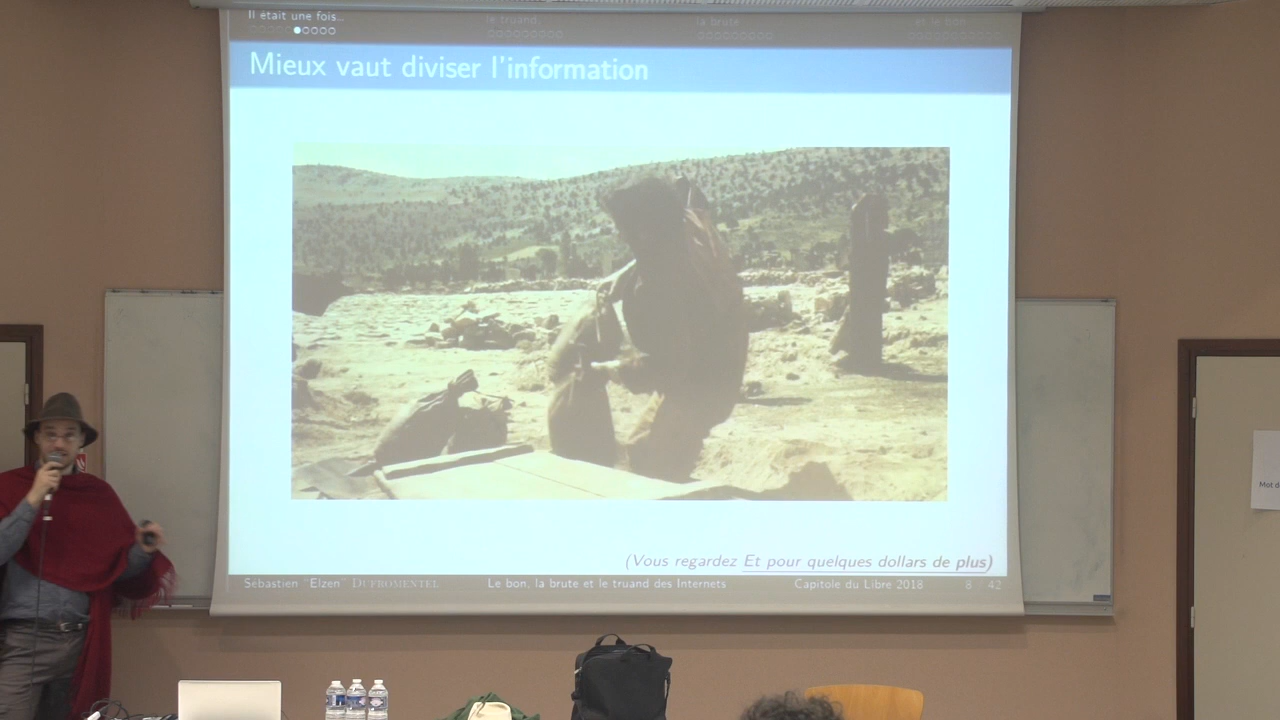 Il était une fois...
le truand,
la brute
et le bon
Mieux vaut diviser l'information
(Vous regardez Et pour quelques dollars de plus)
Sébastien "Elzen" DUFROMENTEL
Le bon, la brute et le truand des Internets
Capitole du Libre 2018
8
42
Mot d